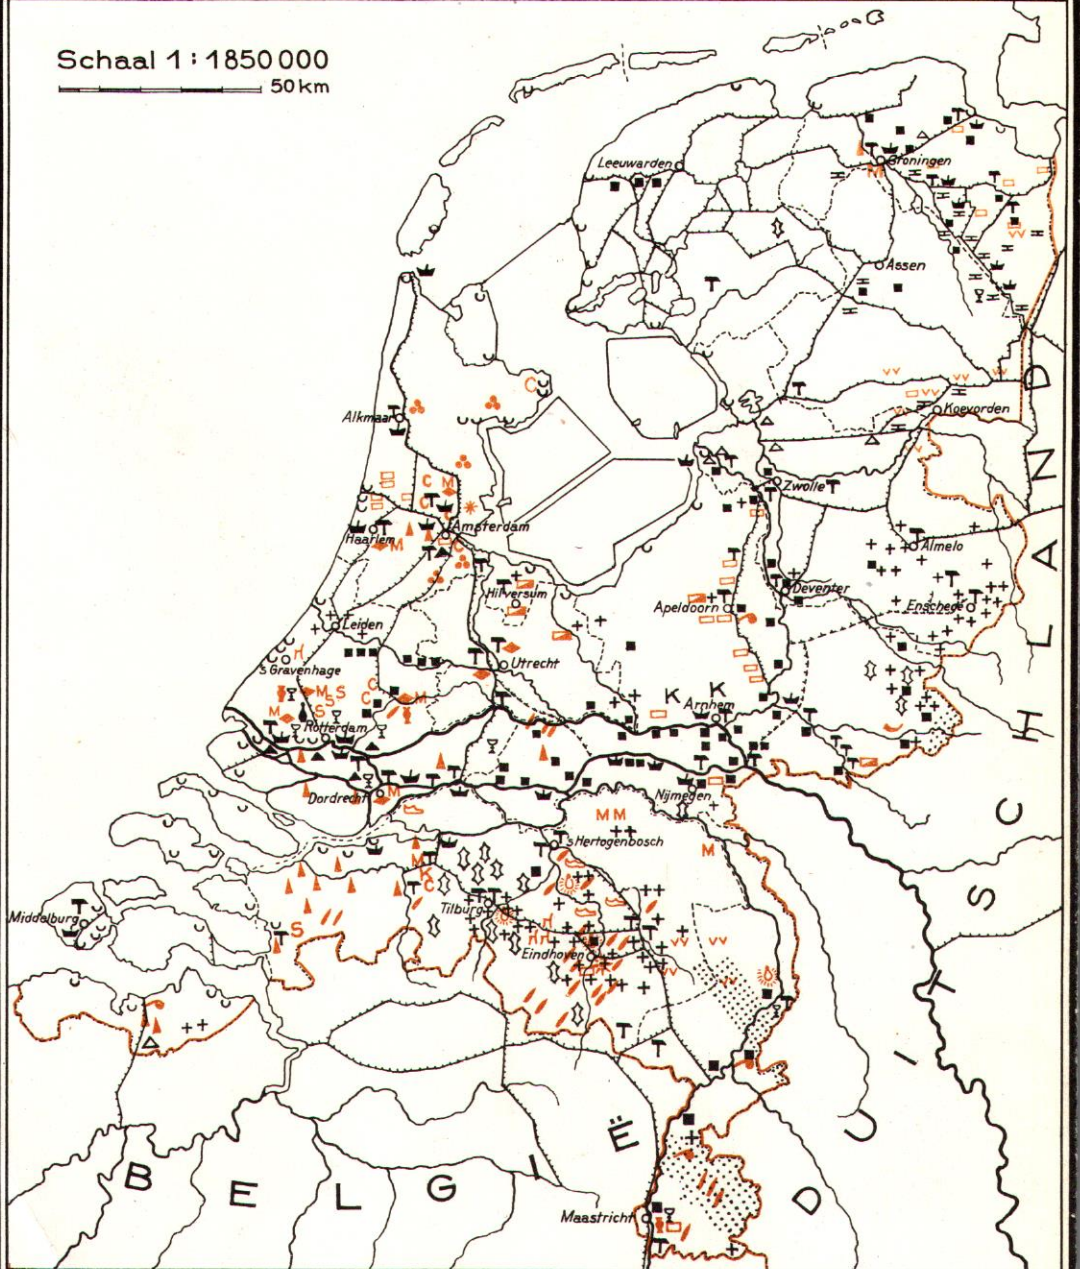 Schaal 1 : 1850 000
50 km
Leeuwarden
Groningen
Assen
Alkmaar
Koevorden
Zwolle
Haarlem
Amsterdam
Almelo
Hilversum
Apeldoorn
Deventer
Enschede
Leiden
's Gravenhage
Utrecht
Rotterdam
Arnhem
Dordrecht
Nijmegen
's Hertogenbosch
Tilburg
Middelburg
Eindhoven
Maastricht
BELGIË
DUITSCHLAND